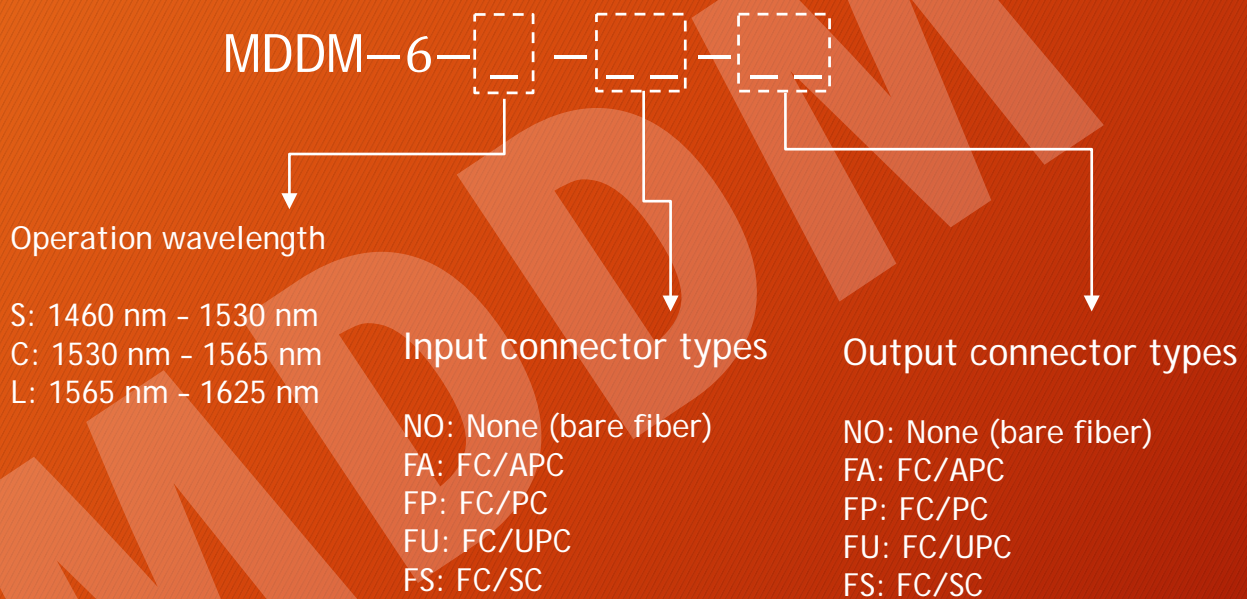 MDDM—6—_ — _ _ - _ _
Operation wavelength
S: 1460 nm – 1530 nm
C: 1530 nm – 1565 nm
L: 1565 nm – 1625 nm
Input connector types
NO: None (bare fiber)
FA: FC/APC
FP: FC/PC
FU: FC/UPC
FS: FC/SC
Output connector types
NO: None (bare fiber)
FA: FC/APC
FP: FC/PC
FU: FC/UPC
FS: FC/SC
MDDM